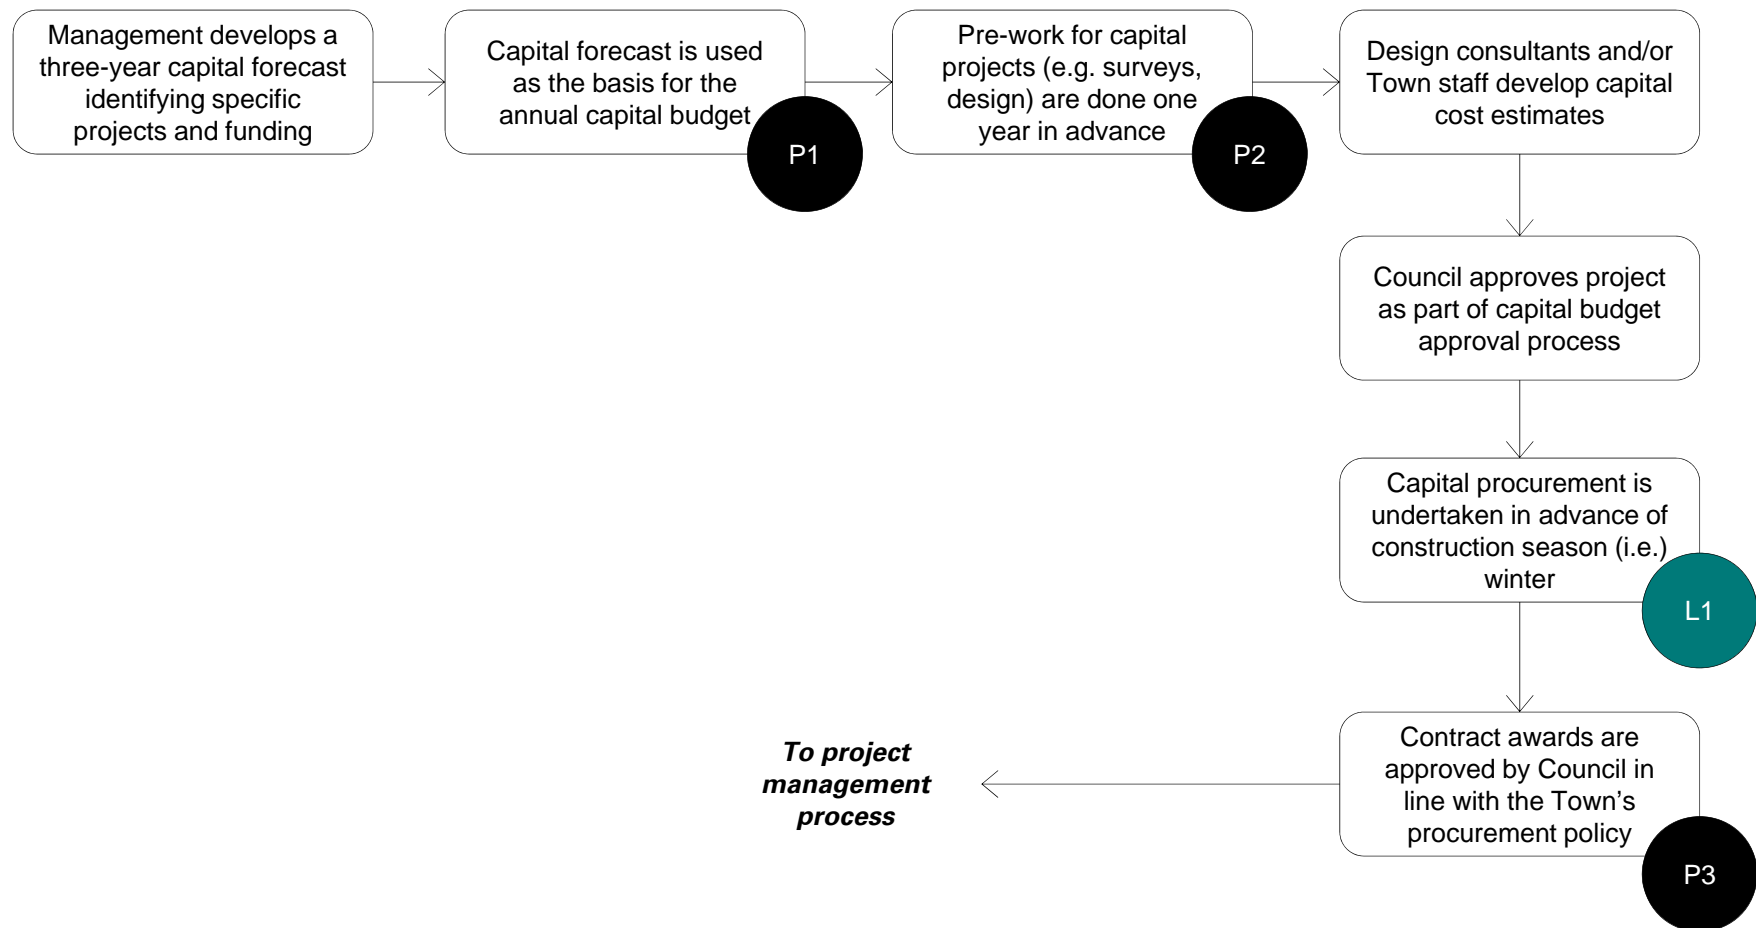 Management develops a
three-year capital forecast
identifying specific
projects and funding
Capital forecast is used
as the basis for the
annual capital budget
P1
Pre-work for capital
projects (e.g. surveys,
design) are done one
year in advance
P2
Design consultants and/or
Town staff develop capital
cost estimates
Council approves project
as part of capital budget
approval process
Capital procurement is
undertaken in advance of
construction season (i.e.)
winter
L1
Contract awards are
approved by Council in
line with the Town’s
procurement policy
P3
To project
management
process